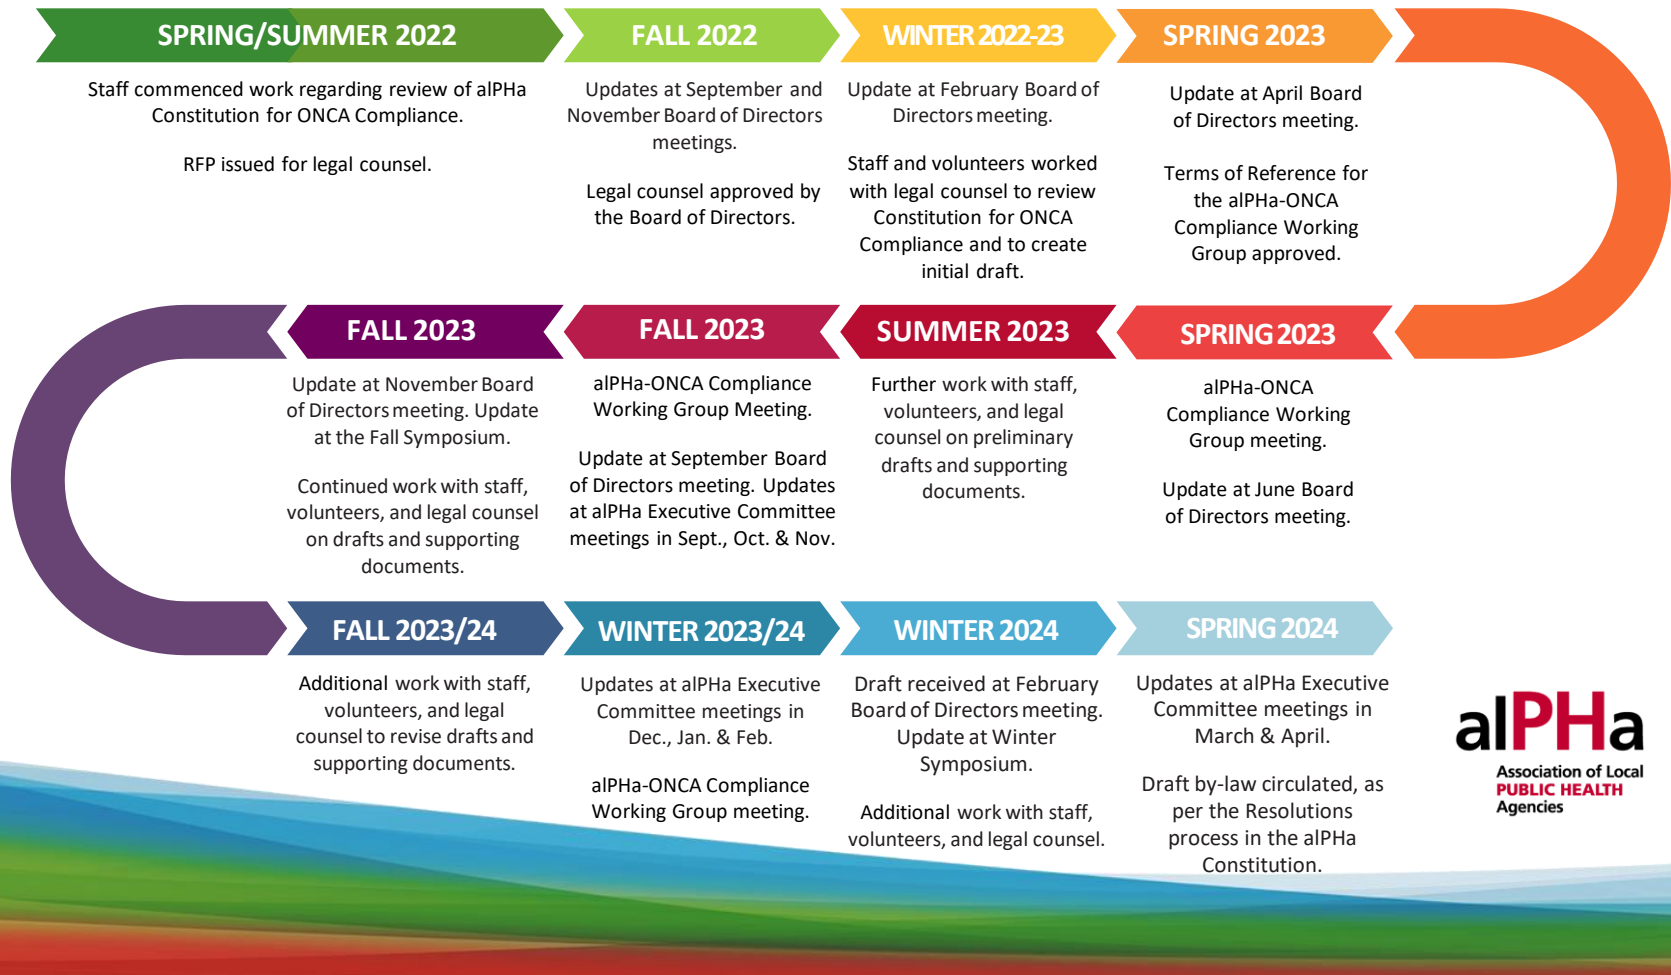 SPRING/SUMMER 2022
Staff commenced work regarding review of alPHa
Constitution for ONCA Compliance.
RFP issued for legal counsel.
FALL 2022
Updates at September and
November Board of Directors
meetings.
Legal counsel approved by
the Board of Directors.
WINTER 2022-23
Update at February Board of
Directors meeting.
Staff and volunteers worked
with legal counsel to review
Constitution for ONCA
Compliance and to create
initial draft.
SPRING 2023
Update at April Board
of Directors meeting.
Terms of Reference for
the alPHa-ONCA
Compliance Working
Group approved.
SPRING 2023
alPHa-ONCA
Compliance Working
Group meeting.
Update at June Board
of Directors meeting.
SUMMER 2023
Further work with staff,
volunteers, and legal
counsel on preliminary
drafts and supporting
documents.
FALL 2023
alPHa-ONCA Compliance
Working Group Meeting.
Update at September Board
of Directors meeting. Updates
at alPHa Executive Committee
meetings in Sept., Oct. & Nov.
FALL 2023
Update at November Board
of Directors meeting. Update
at the Fall Symposium.
Continued work with staff,
volunteers, and legal counsel
on drafts and supporting
documents.
FALL 2023/24
Additional work with staff,
volunteers, and legal
counsel to revise drafts and
supporting documents.
WINTER 2023/24
Updates at alPHa Executive
Committee meetings in
Dec., Jan. & Feb.
alPHa-ONCA Compliance
Working Group meeting.
WINTER 2024
Draft received at February
Board of Directors meeting.
Update at Winter
Symposium.
Additional work with staff,
volunteers, and legal counsel.
SPRING 2024
Updates at alPHa Executive
Committee meetings in
March & April.
Draft by-law circulated, as
per the Resolutions
process in the alPHa
Constitution.
alPHa
Association of Local
PUBLIC HEALTH
Agencies